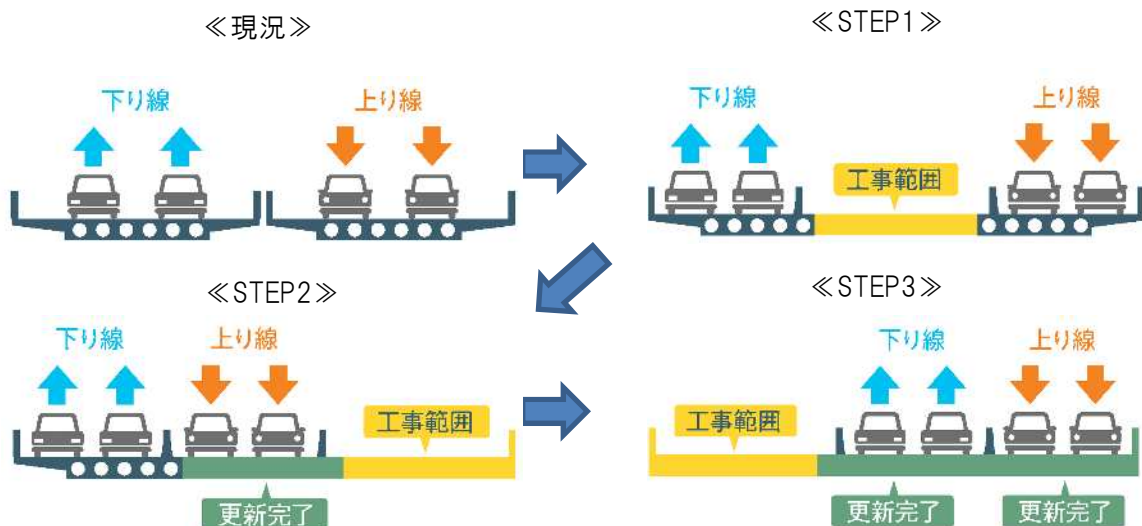 ≪現況≫
下り線
上り線
≪STEP1≫
下り線
上り線
工事範囲
≪STEP2≫
下り線
上り線
工事範囲
更新完了
≪STEP3≫
下り線
上り線
工事範囲
更新完了
更新完了